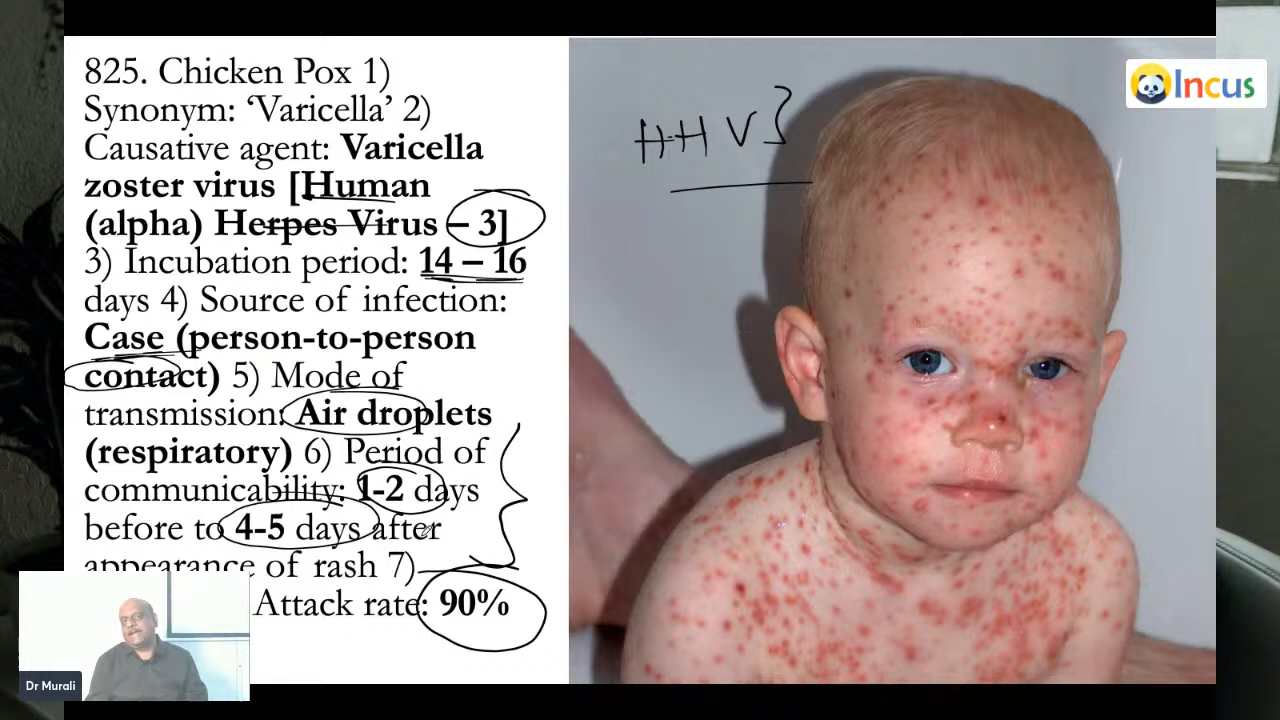 825. Chicken Pox 1)
Synonym: ‘Varicella’ 2)
Causative agent: Varicella
zoster virus [Human
(alpha) Herpes Virus – 3]
3) Incubation period: 14 – 16
days 4) Source of infection:
Case (person-to-person
contact) 5) Mode of
transmission: Air droplets
(respiratory) 6) Period of
communicability: 1-2 days
before to 4-5 days after
appearance of rash 7)
Attack rate: 90%
HHV3
Incus
Dr Murali